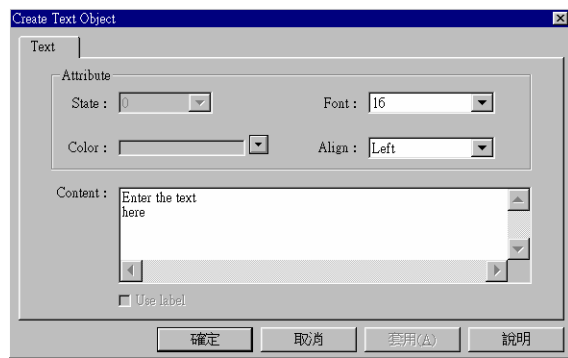 Create Text Object
Text
Attribute
State : 0
Font : 16
Color :
Align : Left
Content : Enter the text
here
Use label
確定 取消 套用(A) 說明